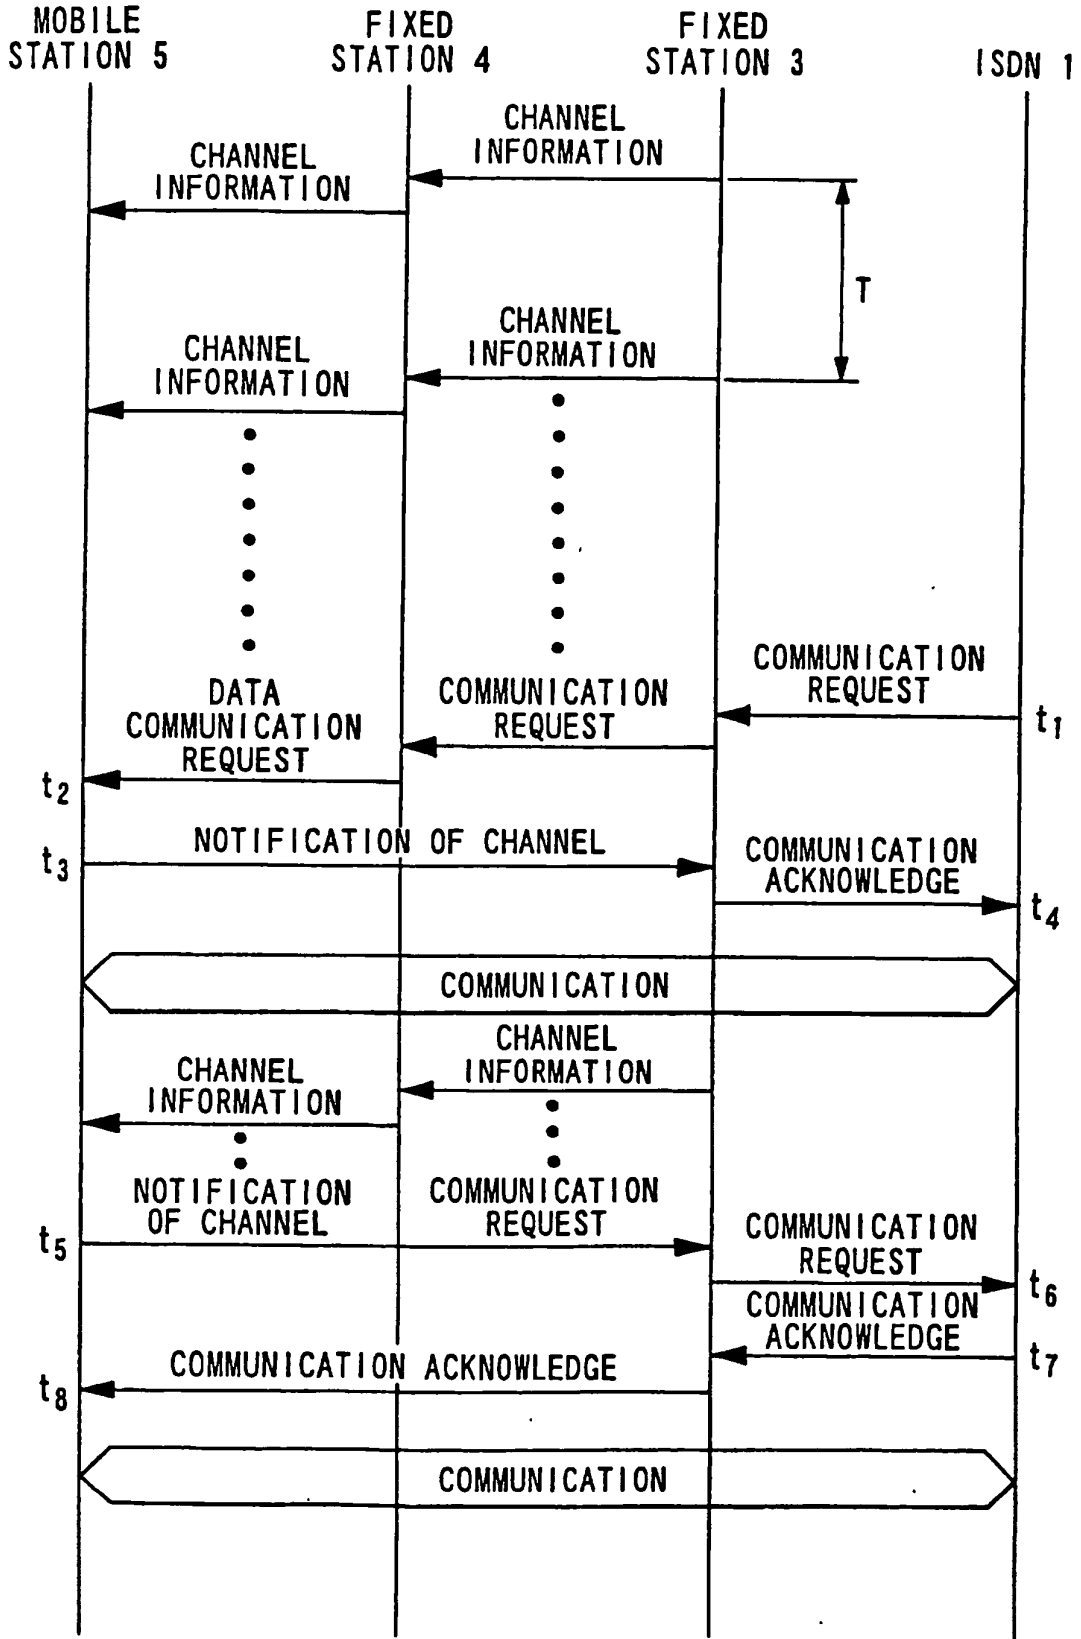 MOBILE
STATION 5
FIXED
STATION 4
FIXED
STATION 3
ISDN 1
CHANNEL
INFORMATION
CHANNEL
INFORMATION
T
CHANNEL
INFORMATION
CHANNEL
INFORMATION
COMMUNICATION
REQUEST
t1
COMMUNICATION
REQUEST
DATA
COMMUNICATION
REQUEST
t2
NOTIFICATION OF CHANNEL
t3
COMMUNICATION
ACKNOWLEDGE
t4
COMMUNICATION
CHANNEL
INFORMATION
CHANNEL
INFORMATION
NOTIFICATION
OF CHANNEL
COMMUNICATION
REQUEST
t5
COMMUNICATION
REQUEST
t6
COMMUNICATION
ACKNOWLEDGE
t7
COMMUNICATION ACKNOWLEDGE
t8
COMMUNICATION